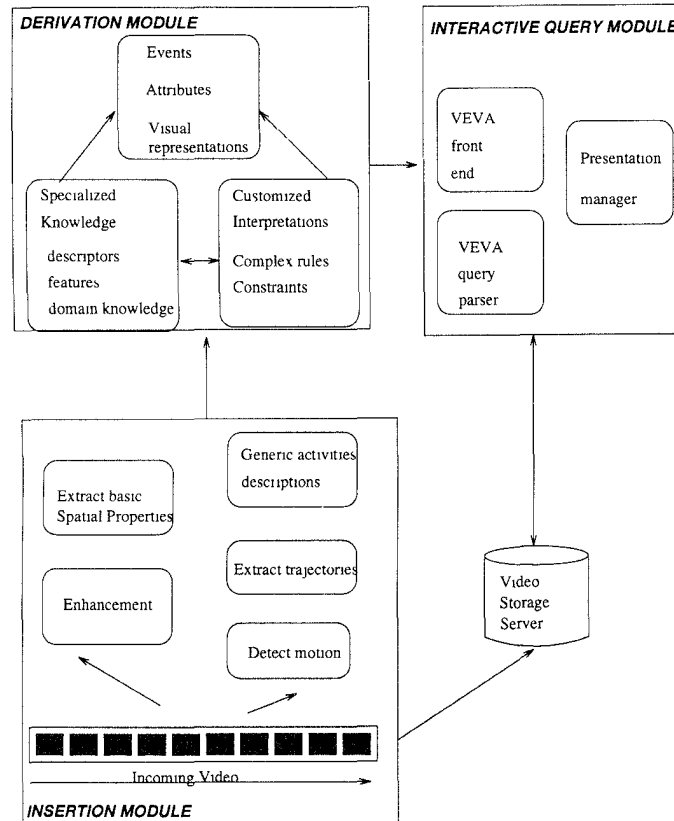 DERIVATION MODULE
Events
Attributes
Visual
representations
Specialized
Knowledge
descriptors
features
domain knowledge
Customized
Interpretations
Complex rules
Constraints
INTERACTIVE QUERY MODULE
VEVA
front
end
Presentation
manager
VEVA
query
parser
Generic activities
descriptions
Extract basic
Spatial Properties
Extract trajectories
Enhancement
Detect motion
Incoming Video
INSERTION MODULE
Video
Storage
Server